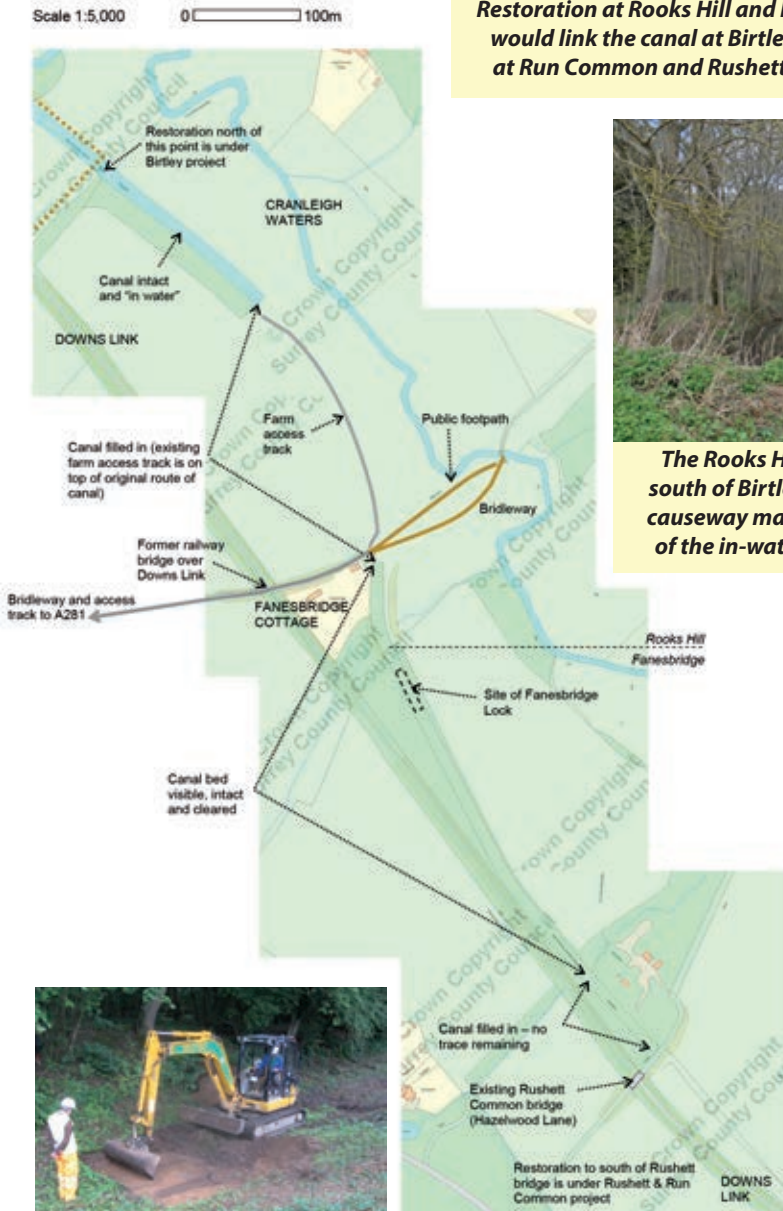 Scale 1:5,000
0
100m
Restoration at Rooks Hill and
would link the canal at
at Run Common and Rushett
Restoration north of
this point is under
Birtley project
CRANLEIGH
WATERS
Canal intact
and "in water"
DOWNS LINK
Farm
access
track
Public footpath
Canal filled in (existing
farm access track is on
top of original route of
canal)
Bridleway
The Rooks
south of
causeway
of the
Former railway
bridge over
Downs Link
Bridleway and access
track to A281
FANESBRIDGE
COTTAGE
Rooks Hill
Fanesbridge
Site of Fanesbridge
Lock
Canal bed
visible, intact
and cleared
Canal filled in – no
trace remaining
Existing Rushett
Common bridge
(Hazelwood Lane)
Restoration to south of Rushett
bridge is under Rushett & Run
Common project
DOWNS
LINK
Crown Copyright
Surrey County Council